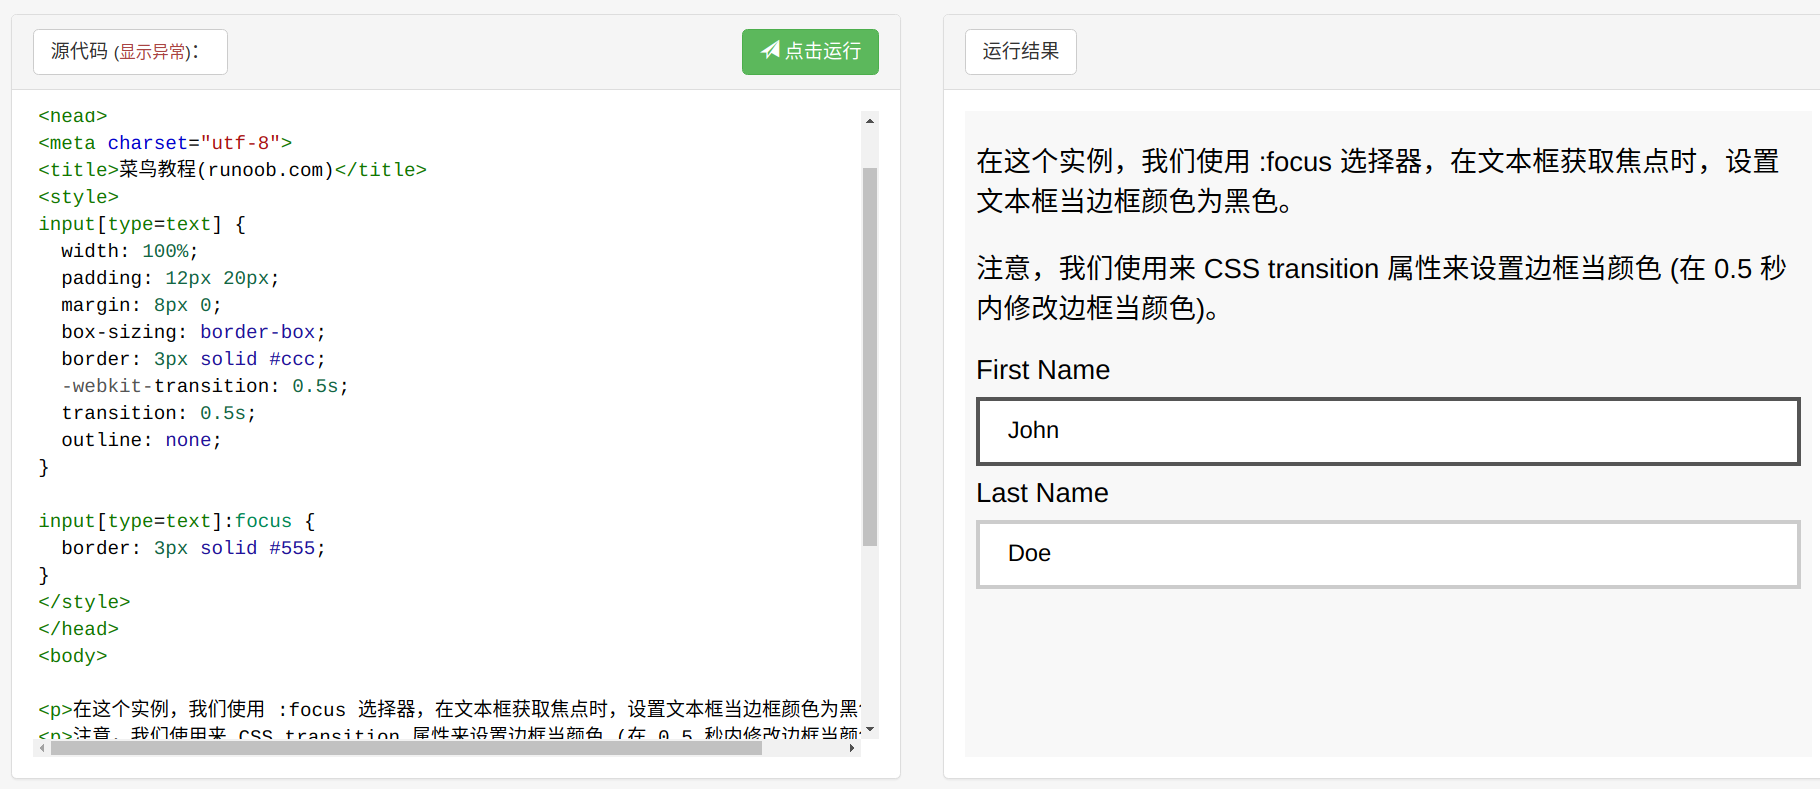 源代码 (显示异常)：
点击运行
<head>
<meta charset="utf-8">
<title>菜鸟教程(runoob.com)</title>
<style>
input[type=text] {
  width: 100%;
  padding: 12px 20px;
  margin: 8px 0;
  box-sizing: border-box;
  border: 3px solid #ccc;
  -webkit-transition: 0.5s;
  transition: 0.5s;
  outline: none;
}
input[type=text]:focus {
  border: 3px solid #555;
}
</style>
</head>
<body>
<p>在这个实例，我们使用 :focus 选择器，在文本框获取焦点时，设置文本框当边框颜色为黑
<p>注意，我们使用来 CSS transition 属性来设置边框当颜色 (在 0.5 秒内修改边框当颜
运行结果
在这个实例，我们使用 :focus 选择器，在文本框获取焦点时，设置
文本框当边框颜色为黑色。
注意，我们使用来 CSS transition 属性来设置边框当颜色 (在 0.5 秒
内修改边框当颜色)。
First Name
John
Last Name
Doe